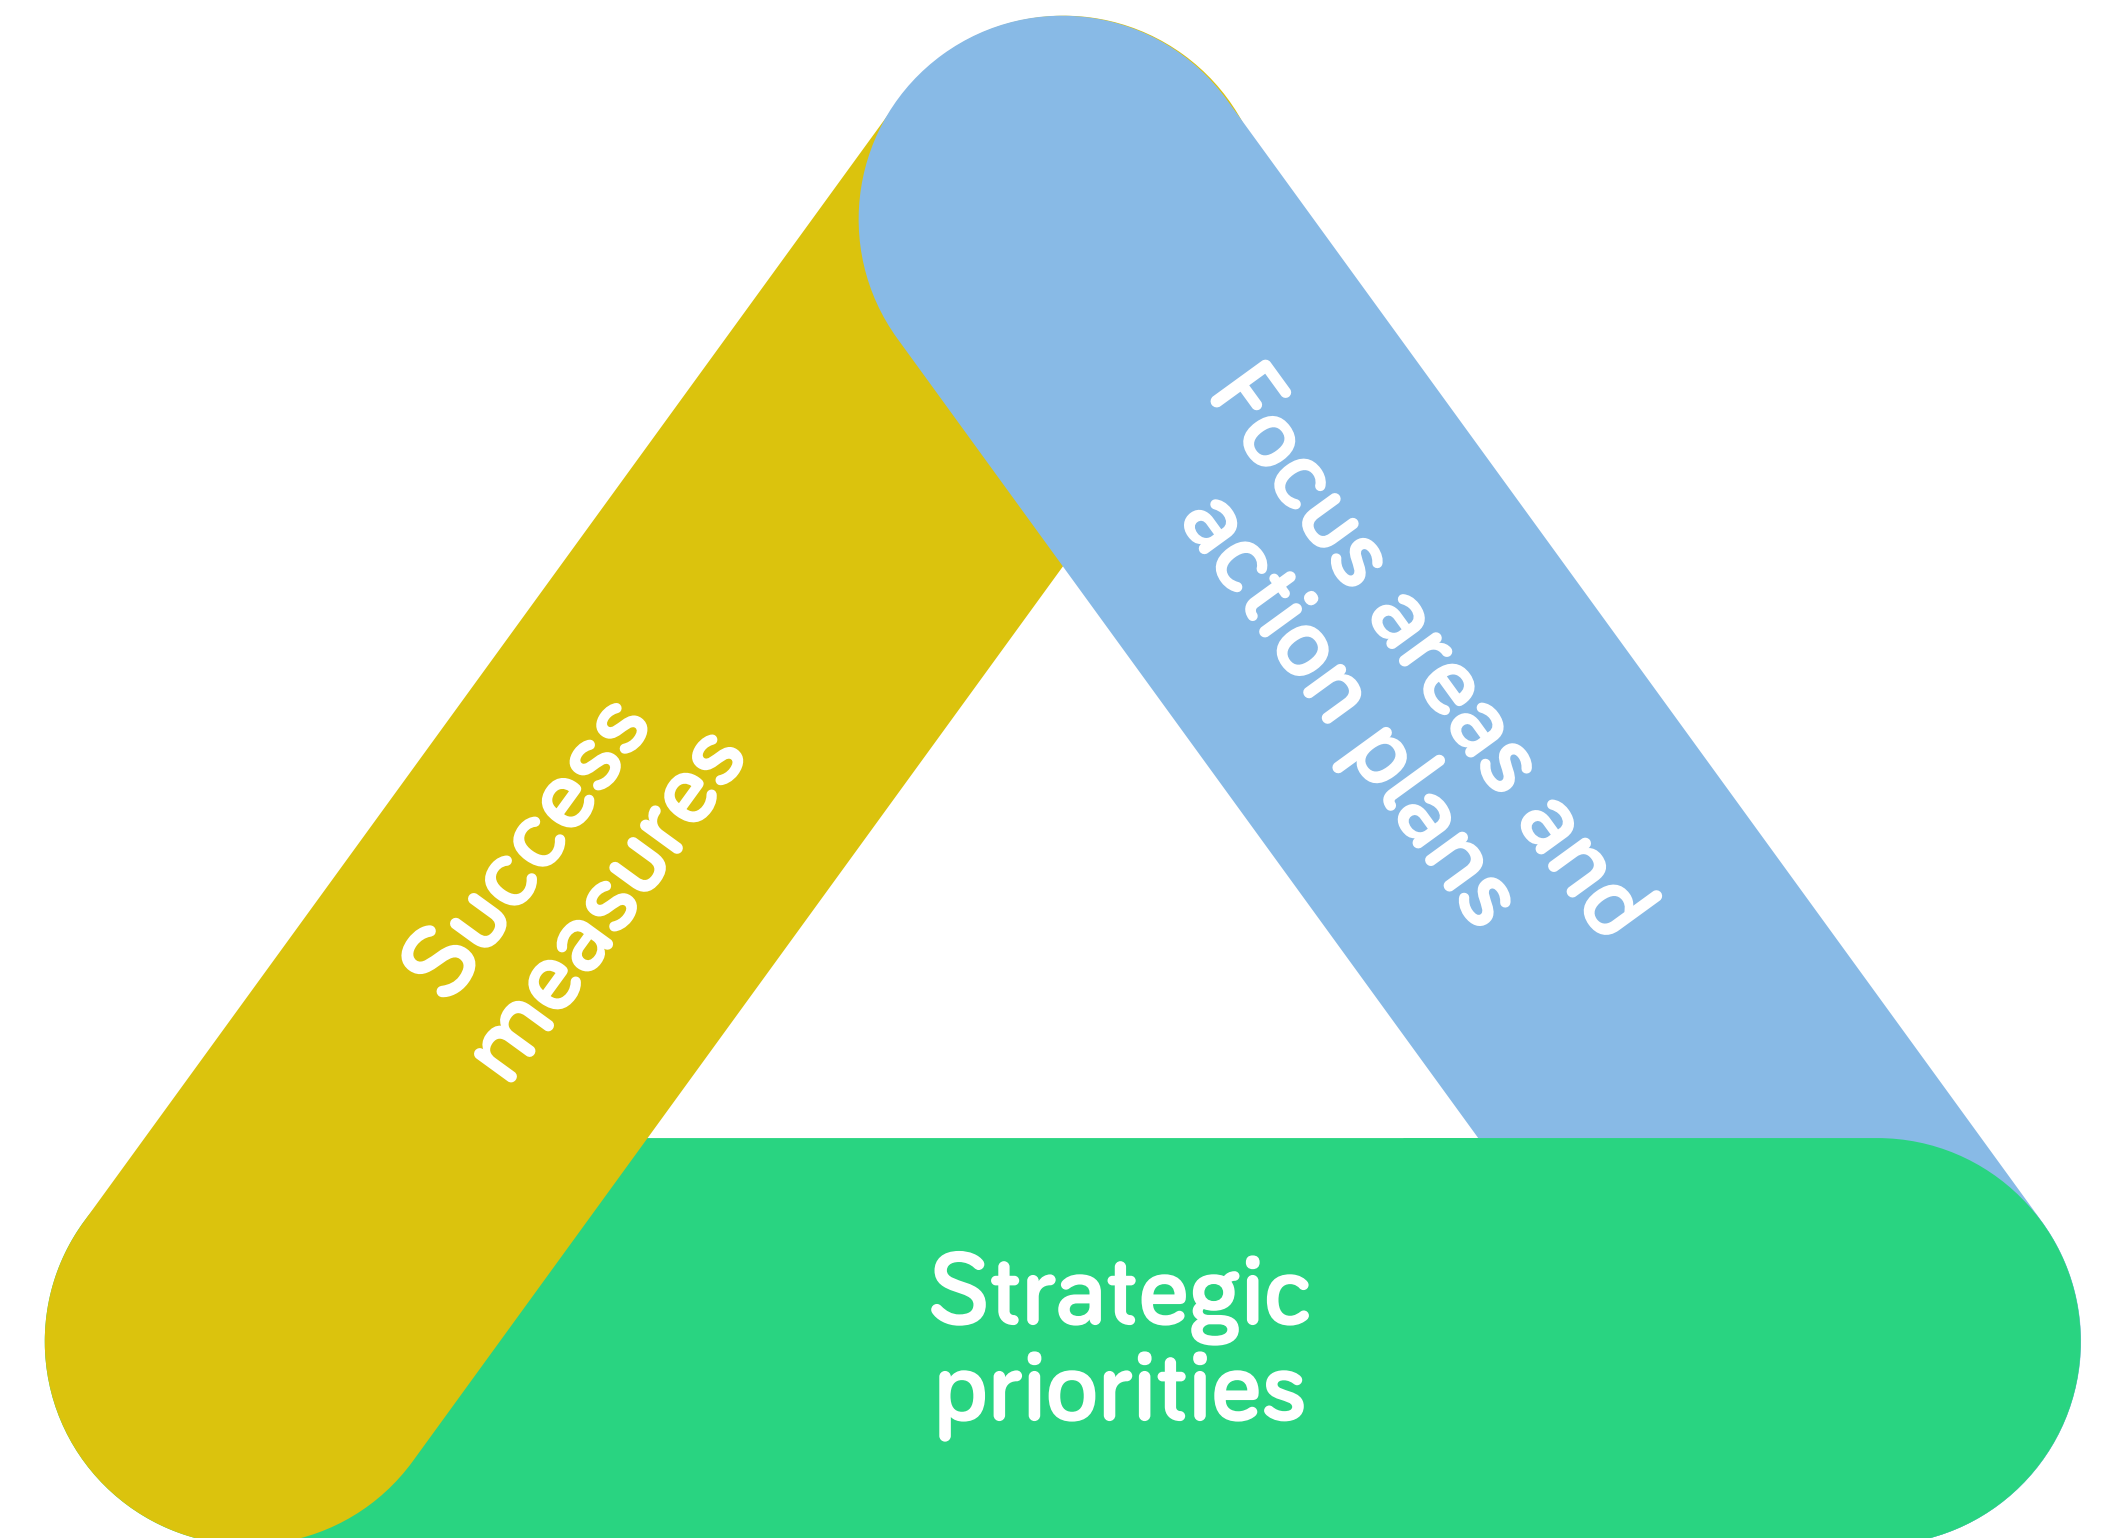 Success
measures
Focus areas and
action plans
Strategic
priorities